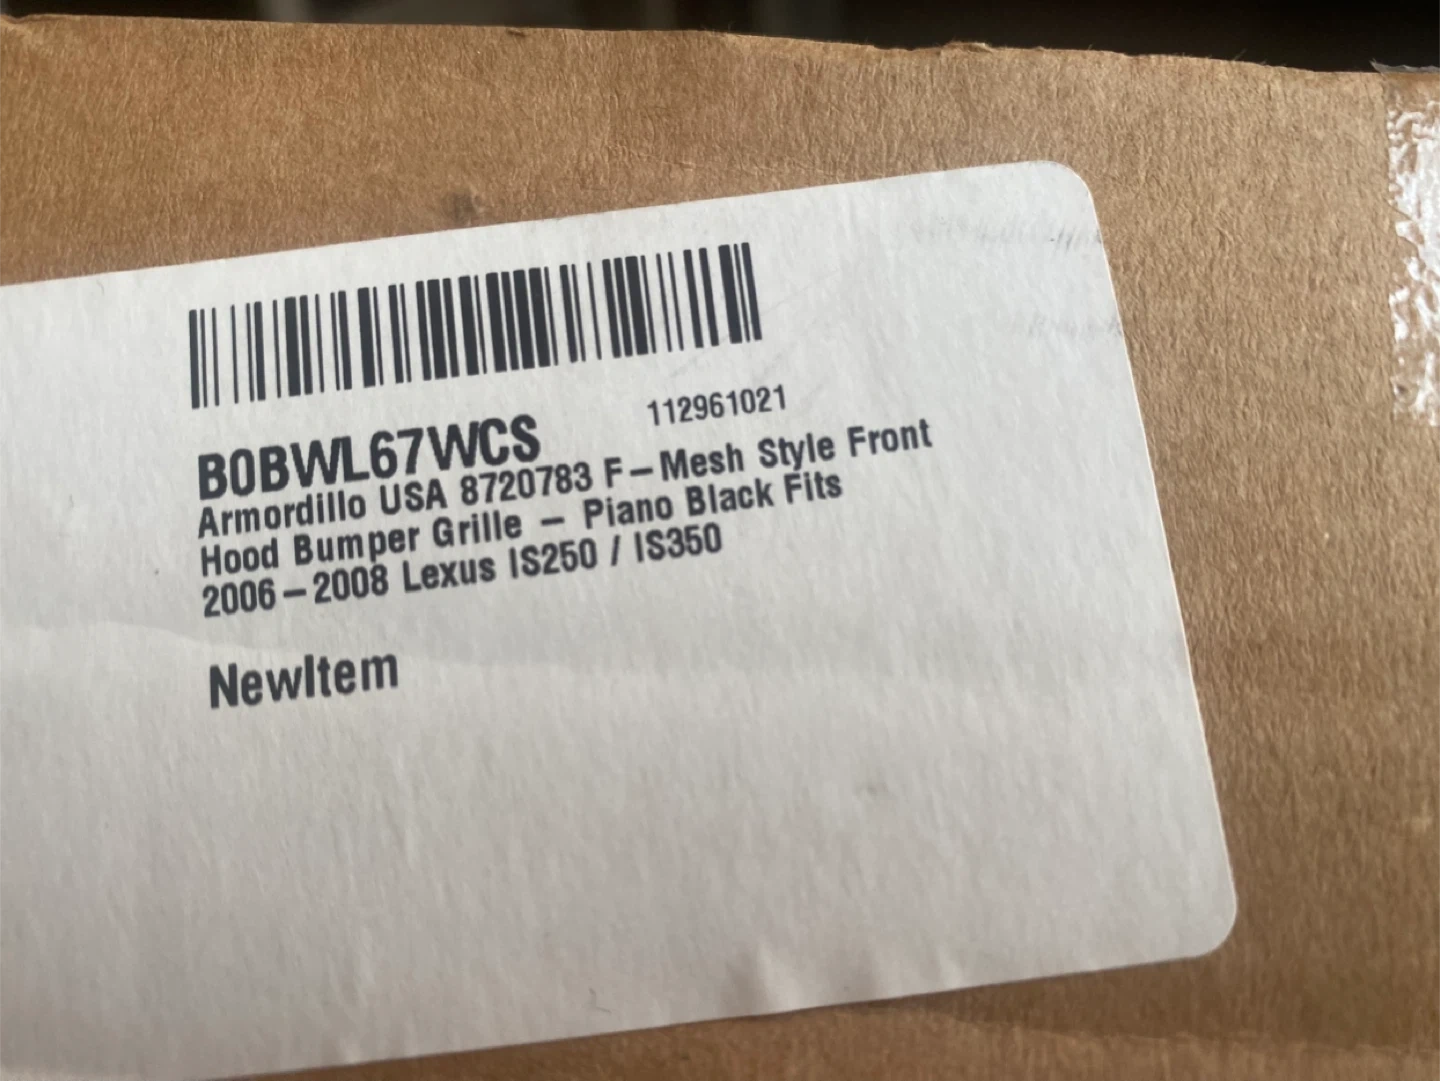 112961021
B0BWL67WCS
Armordillo USA 8720783 F-Mesh Style Front
Hood Bumper Grille - Piano Black Fits
2006-2008 Lexus IS250 / IS350
NewItem